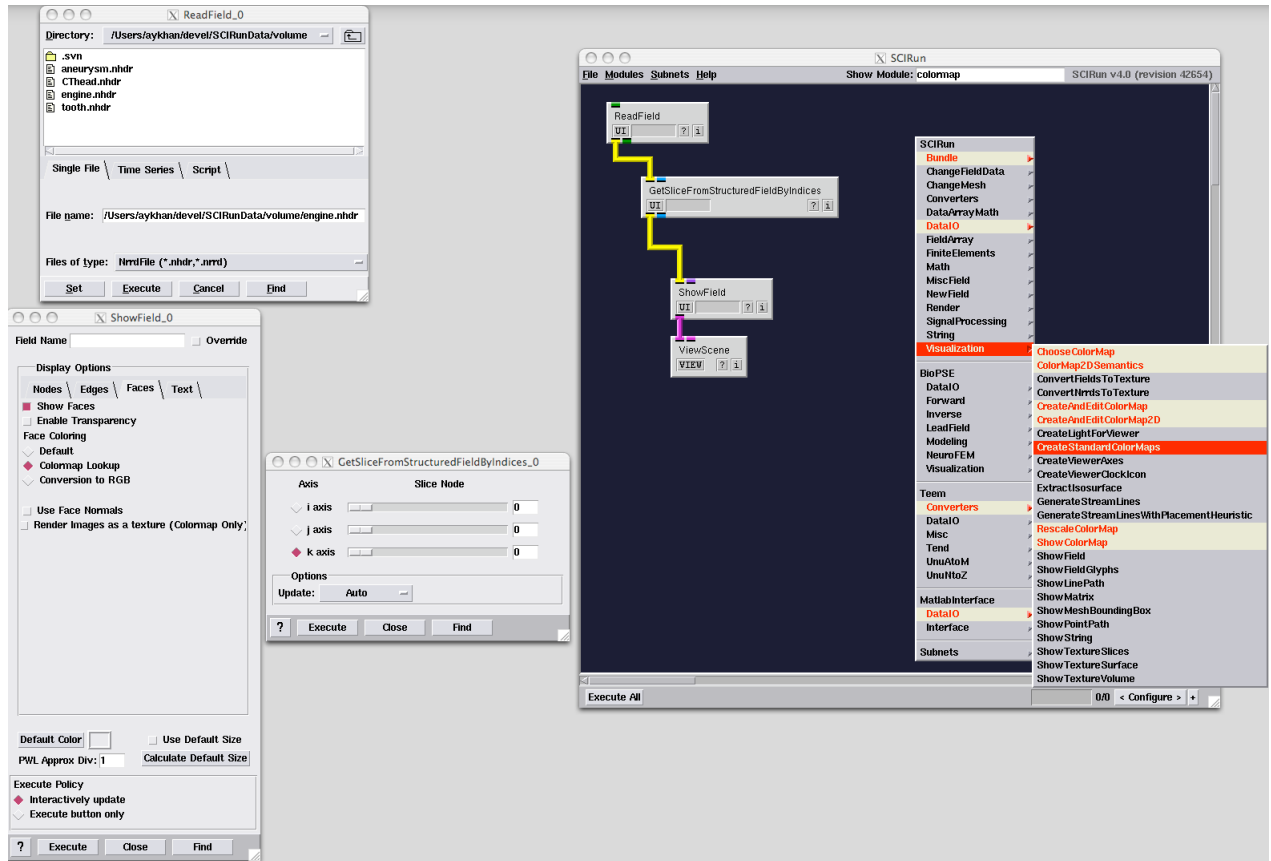 ReadField_0
Directory: /Users/aykhan/devel/SCIRunData/volume
.svn
aneurysm.nhdr
CThead.nhdr
engine.nhdr
tooth.nhdr
Single File Time Series Script
File name: /Users/aykhan/devel/SCIRunData/volume/engine.nhdr
Files of type: NrrdFile (*.nhdr,*.nrrd)
Set Execute Cancel Find
ShowField_0
Field Name Override
Display Options
Nodes Edges Faces Text
Show Faces
Enable Transparency
Face Coloring
Default
Colormap Lookup
Conversion to RGB
Use Face Normals
Render Images as a texture (Colormap Only)
Default Color Use Default Size
PWL Approx Div: 1 Calculate Default Size
Execute Policy
Interactively update
Execute button only
? Execute Close Find
GetSliceFromStructuredFieldByIndices_0
Axis Slice Node
i axis 0
j axis 0
k axis 0
Options
Update: Auto
? Execute Close Find
SCIRun
File Modules Subnets Help Show Module: colormap SCIRun v4.0 (revision 42654)
ReadField
UI ? i
GetSliceFromStructuredFieldByIndices
UI ? i
ShowField
UI ? i
ViewScene
VIEW ? i
SCIRun
Bundle
ChangeFieldData
ChangeMesh
Converters
DataArrayMath
DataIO
FieldArray
FiniteElements
Math
MiscField
NewField
Render
SignalProcessing
String
Visualization
BioPSE
DataIO
Forward
Inverse
LeadField
Modeling
NeuroFEM
Visualization
Teem
Converters
DataIO
Misc
Tend
UnuAtoM
UnuNtoZ
MatlabInterface
DataIO
Interface
Subnets
ChooseColorMap
ColorMap2DSemantics
ConvertFieldsToTexture
ConvertNrrdsToTexture
CreateAndEditColorMap
CreateAndEditColorMap2D
CreateLightForViewer
CreateStandardColorMaps
CreateViewerAxes
CreateViewerClockIcon
ExtractIsosurface
GenerateStreamLines
GenerateStreamLinesWithPlacementHeuristic
RescaleColorMap
ShowColorMap
ShowField
ShowFieldGlyphs
ShowLinePath
ShowMatrix
ShowMeshBoundingBox
ShowPointPath
ShowString
ShowTextureSlices
ShowTextureSurface
ShowTextureVolume
Execute All 0/0 < Configure > +